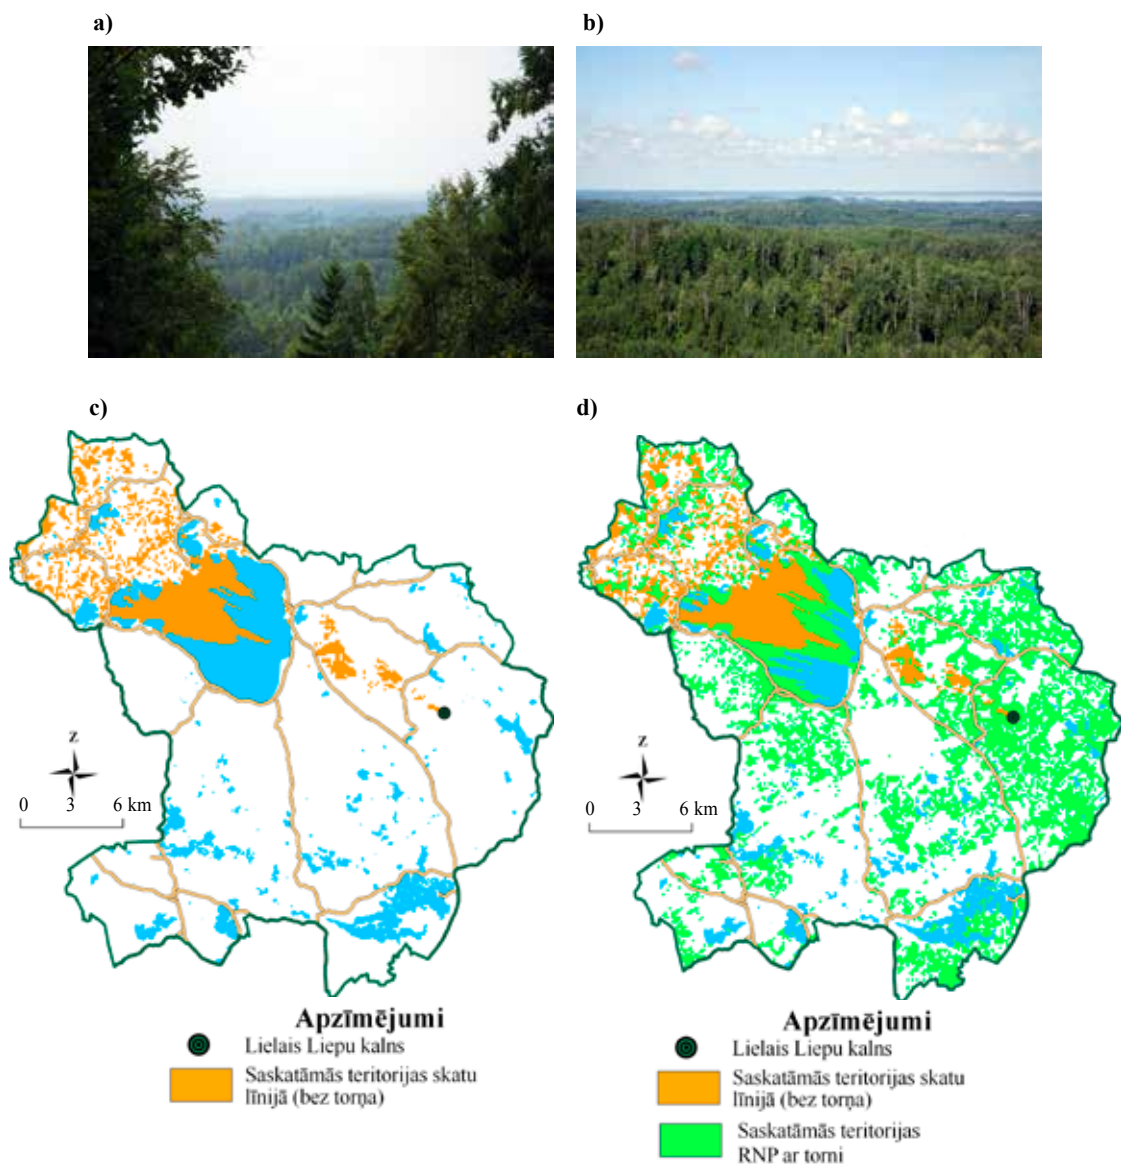 a)
b)
c)
d)
z
0 3 6 km
z
0 3 6 km
Apzīmējumi
Lielais Liepu kalns
Saskatāmās teritorijas skatu
līnijā (bez torņa)
Apzīmējumi
Lielais Liepu kalns
Saskatāmās teritorijas skatu
līnijā (bez torņa)
Saskatāmās teritorijas
RNP ar torni